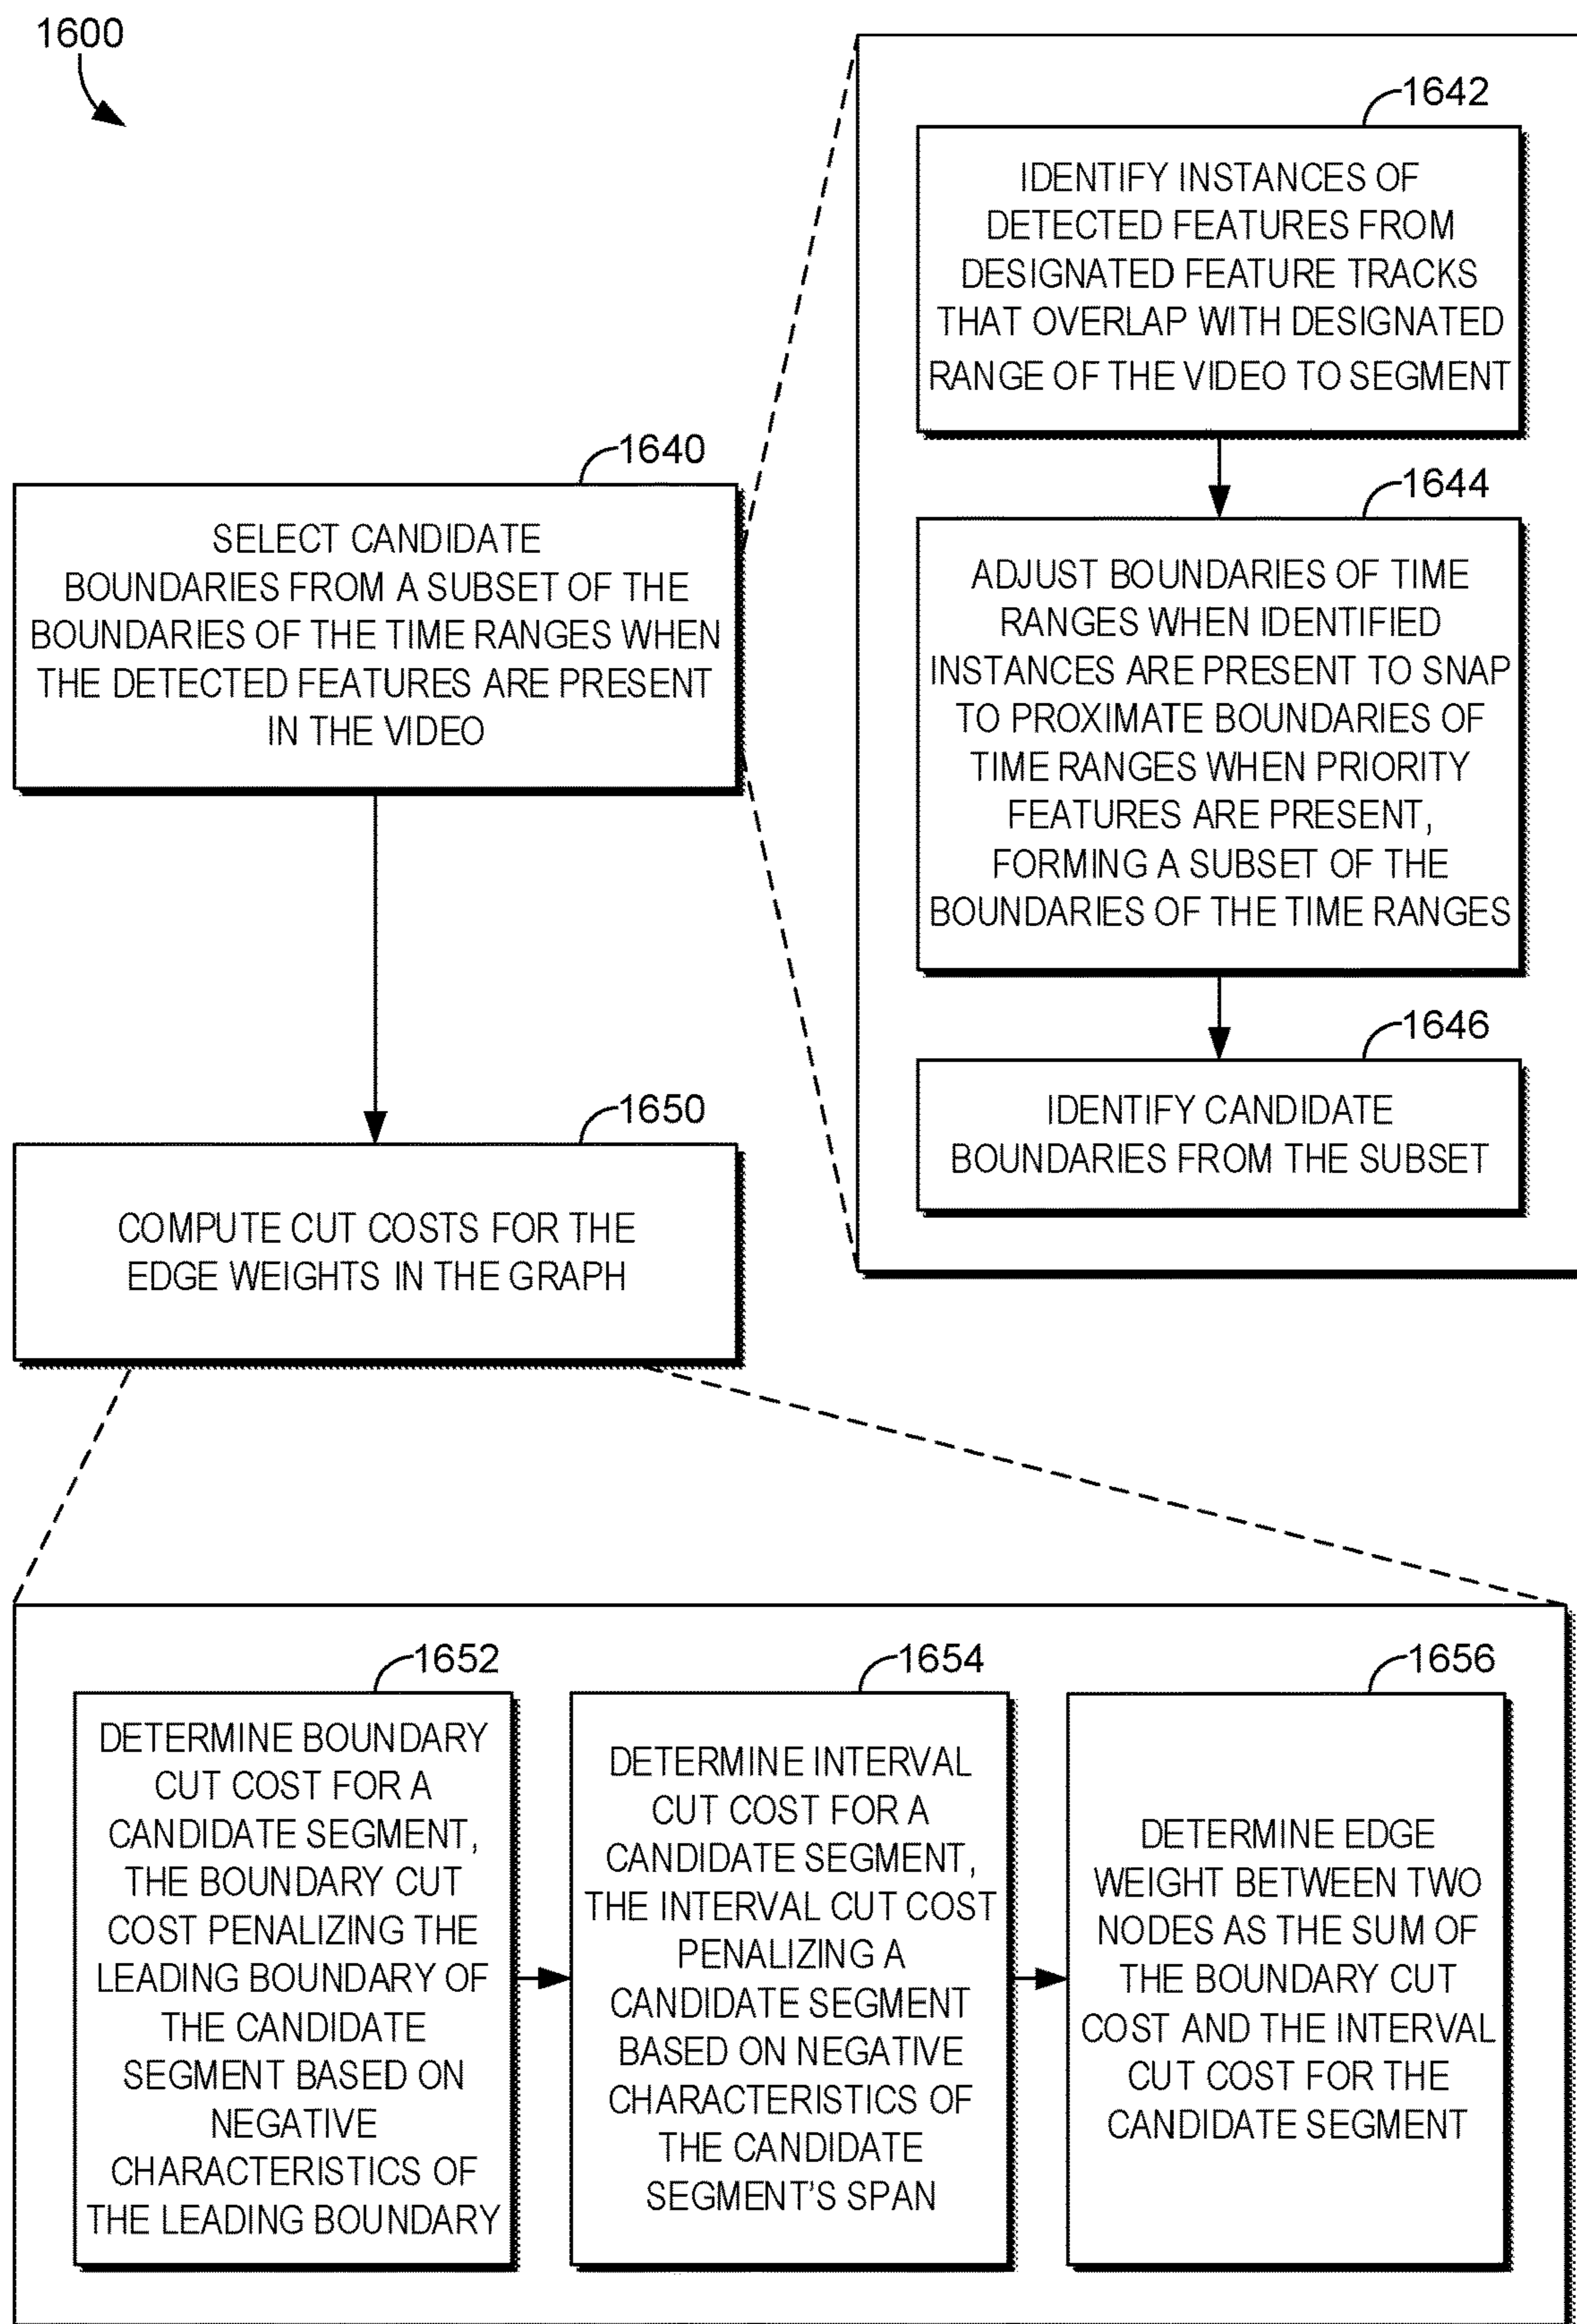 1600
1640
SELECT CANDIDATE
BOUNDARIES FROM A SUBSET OF THE
BOUNDARIES OF THE TIME RANGES WHEN
THE DETECTED FEATURES ARE PRESENT
IN THE VIDEO
1642
IDENTIFY INSTANCES OF
DETECTED FEATURES FROM
DESIGNATED FEATURE TRACKS
THAT OVERLAP WITH DESIGNATED
RANGE OF THE VIDEO TO SEGMENT
1644
ADJUST BOUNDARIES OF TIME
RANGES WHEN IDENTIFIED
INSTANCES ARE PRESENT TO SNAP
TO PROXIMATE BOUNDARIES OF
TIME RANGES WHEN PRIORITY
FEATURES ARE PRESENT,
FORMING A SUBSET OF THE
BOUNDARIES OF THE TIME RANGES
1646
IDENTIFY CANDIDATE
BOUNDARIES FROM THE SUBSET
1650
COMPUTE CUT COSTS FOR THE
EDGE WEIGHTS IN THE GRAPH
1652
DETERMINE BOUNDARY
CUT COST FOR A
CANDIDATE SEGMENT,
THE BOUNDARY CUT
COST PENALIZING THE
LEADING BOUNDARY OF
THE CANDIDATE
SEGMENT BASED ON
NEGATIVE
CHARACTERISTICS OF
THE LEADING BOUNDARY
1654
DETERMINE INTERVAL
CUT COST FOR A
CANDIDATE SEGMENT,
THE INTERVAL CUT COST
PENALIZING A
CANDIDATE SEGMENT
BASED ON NEGATIVE
CHARACTERISTICS OF
THE CANDIDATE
SEGMENT'S SPAN
1656
DETERMINE EDGE
WEIGHT BETWEEN TWO
NODES AS THE SUM OF
THE BOUNDARY CUT
COST AND THE INTERVAL
CUT COST FOR THE
CANDIDATE SEGMENT